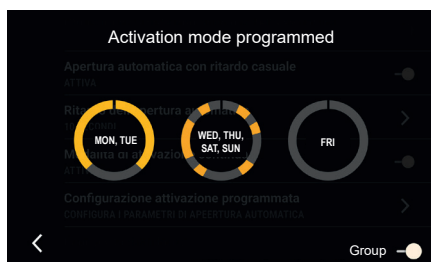 Activation mode programmed
Apertura automatica con ritardo casuale
ATTIVA
MON, TUE
WED, THU,
SAT, SUN
FRI
Configurazione attivazione programmata
CONFIGURA I PARAMETRI DI APEERTURA AUTOMATICA
Group